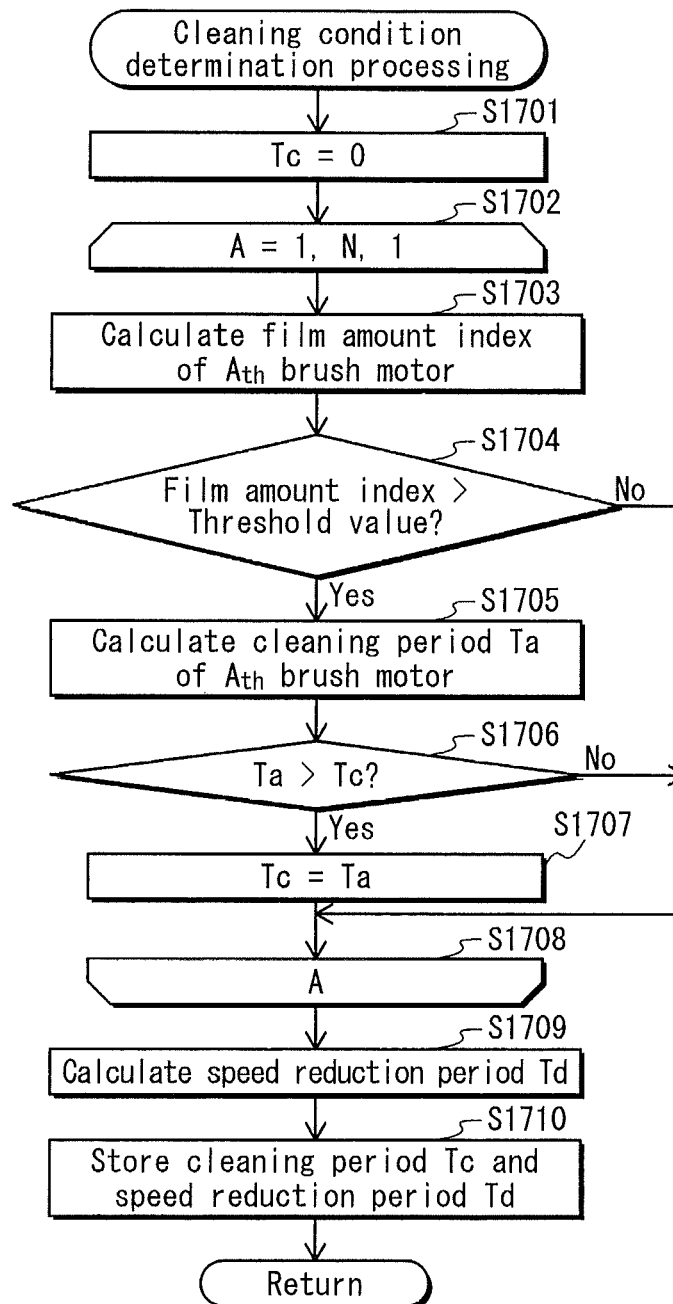 Cleaning condition
determination processing
S1701
Tc = 0
S1702
A = 1, N, 1
S1703
Calculate film amount index
of Ath brush motor
S1704
Film amount index >
Threshold value?
No
Yes
S1705
Calculate cleaning period Ta
of Ath brush motor
S1706
Ta > Tc?
No
Yes
S1707
Tc = Ta
S1708
A
S1709
Calculate speed reduction period Td
S1710
Store cleaning period Tc and
speed reduction period Td
Return